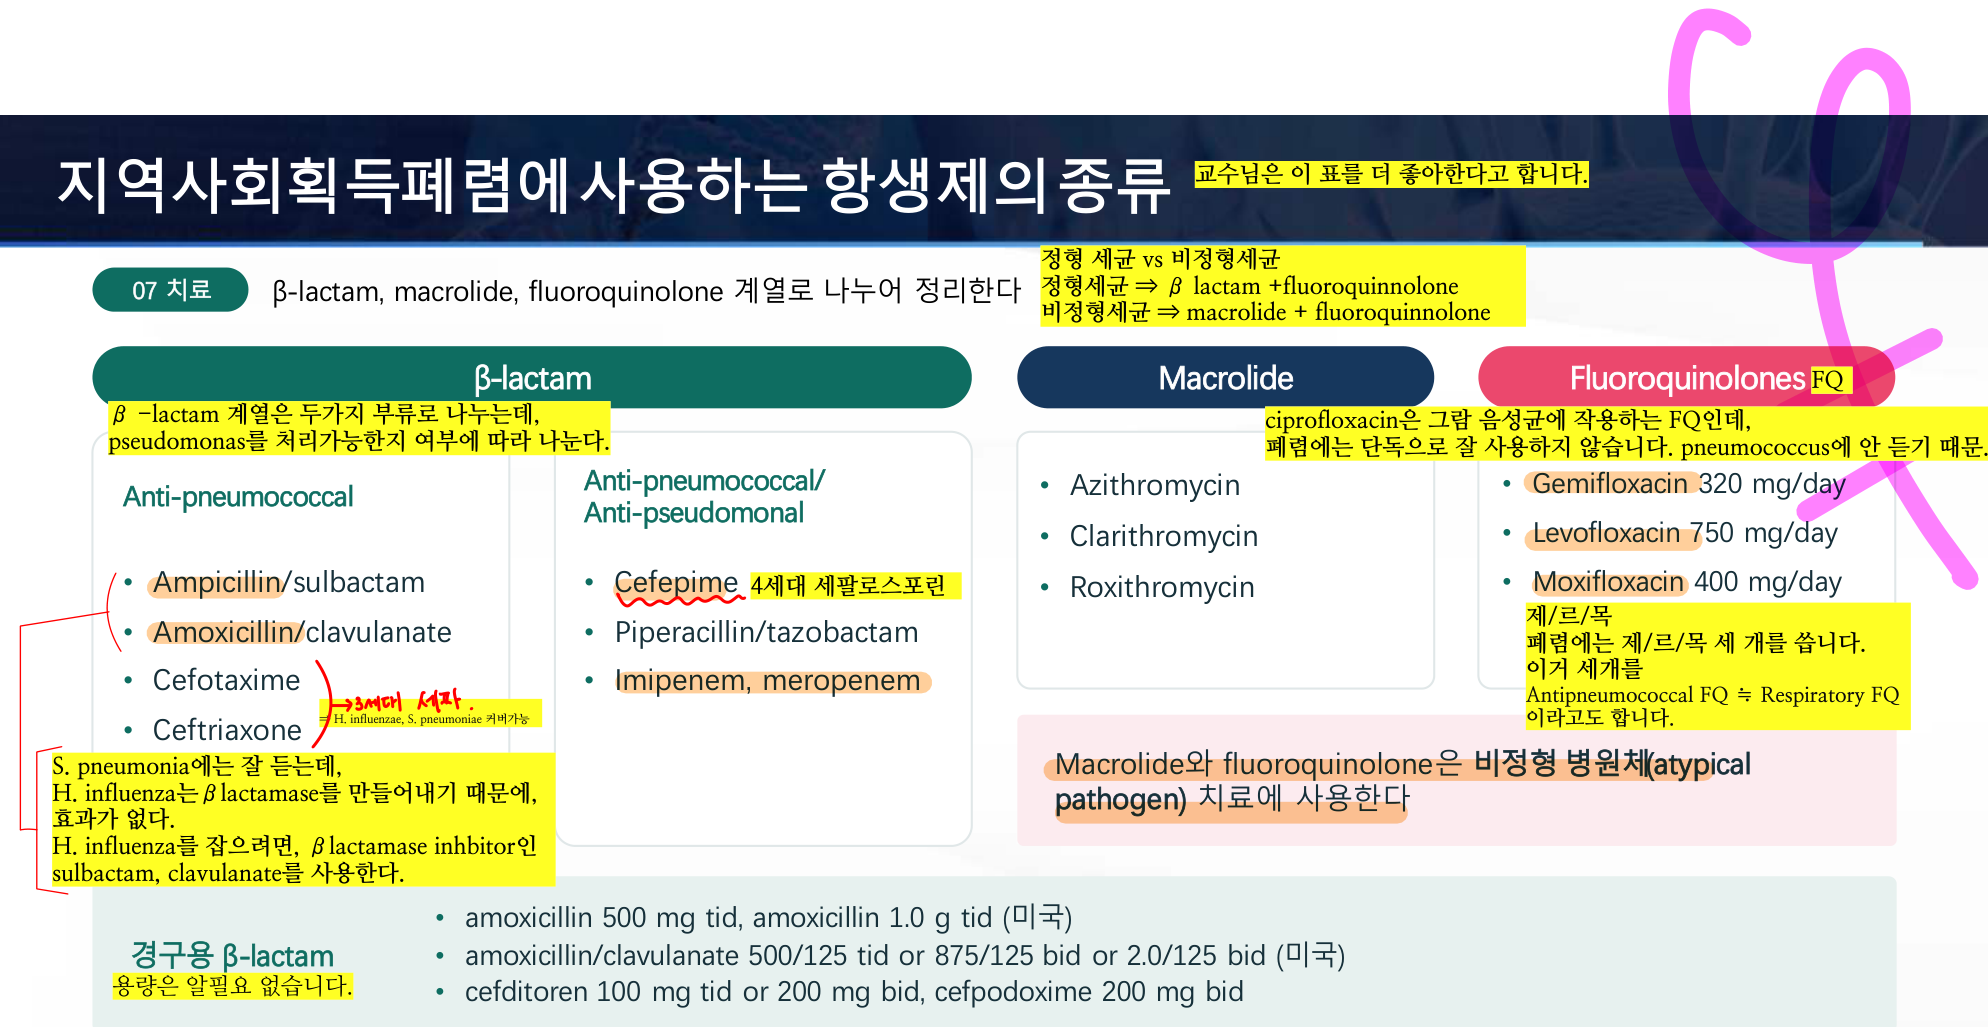 지역사회획득폐렴에 사용하는 항생제의 종류
교수님은 이 표를 더 좋아한다고 합니다.
07 치료
β-lactam, macrolide, fluoroquinolone 계열로 나누어 정리한다
정형 세균 vs 비정형세균
정형세균 ⇒ β lactam +fluoroquinnolone
비정형세균 ⇒ macrolide + fluoroquinnolone
β-lactam
β -lactam 계열은 두가지 부류로 나누는데,
pseudomonas를 처리가능한지 여부에 따라 나눈다.
Anti-pneumococcal
• Ampicillin/sulbactam
• Amoxicillin/clavulanate
• Cefotaxime
• Ceftriaxone
→3세대 세파.
⇒ H. influenzae, S. pneumoniae 커버가능
S. pneumonia에는 잘 듣는데,
H. influenza는 β lactamase를 만들어내기 때문에,
효과가 없다.
H. influenza를 잡으려면, β lactamase inhbitor인
sulbactam, clavulanate를 사용한다.
Anti-pneumococcal/
Anti-pseudomonal
• Cefepime 4세대 세팔로스포린
• Piperacillin/tazobactam
• Imipenem, meropenem
Macrolide
• Azithromycin
• Clarithromycin
• Roxithromycin
Fluoroquinolones FQ
ciprofloxacin은 그람 음성균에 작용하는 FQ인데,
폐렴에는 단독으로 잘 사용하지 않습니다. pneumococcus에 안 듣기 때문.
• Gemifloxacin 320 mg/day
• Levofloxacin 750 mg/day
• Moxifloxacin 400 mg/day
제/르/목
폐렴에는 제/르/목 세 개를 씁니다.
이거 세개를
Antipneumococcal FQ ≒ Respiratory FQ
이라고도 합니다.
Macrolide와 fluoroquinolone은 비정형 병원체(atypical
pathogen) 치료에 사용한다
경구용 β-lactam
용량은 알필요 없습니다.
• amoxicillin 500 mg tid, amoxicillin 1.0 g tid (미국)
• amoxicillin/clavulanate 500/125 tid or 875/125 bid or 2.0/125 bid (미국)
• cefditoren 100 mg tid or 200 mg bid, cefpodoxime 200 mg bid